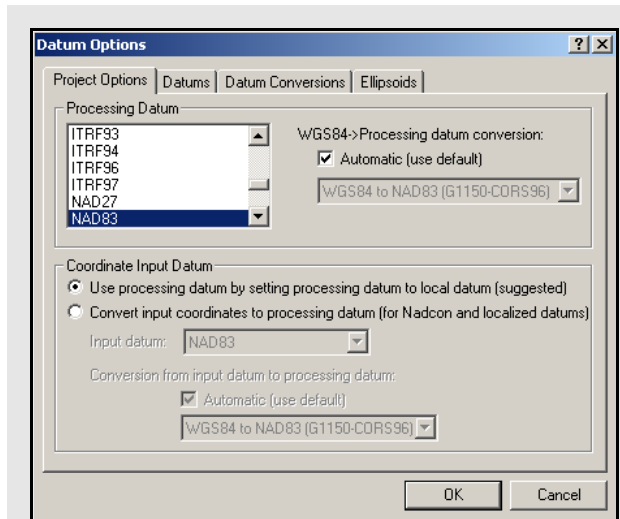 Datum Options
Project Options
Datums
Datum Conversions
Ellipsoids
Processing Datum
ITRF93
ITRF94
ITRF96
ITRF97
NAD27
NAD83
WGS84->Processing datum conversion:
Automatic (use default)
WGS84 to NAD83 (G1150-CORS96)
Coordinate Input Datum
Use processing datum by setting processing datum to local datum (suggested)
Convert input coordinates to processing datum (for Nadcon and localized datums)
Input datum: NAD83
Conversion from input datum to processing datum:
Automatic (use default)
WGS84 to NAD83 (G1150-CORS96)
OK
Cancel